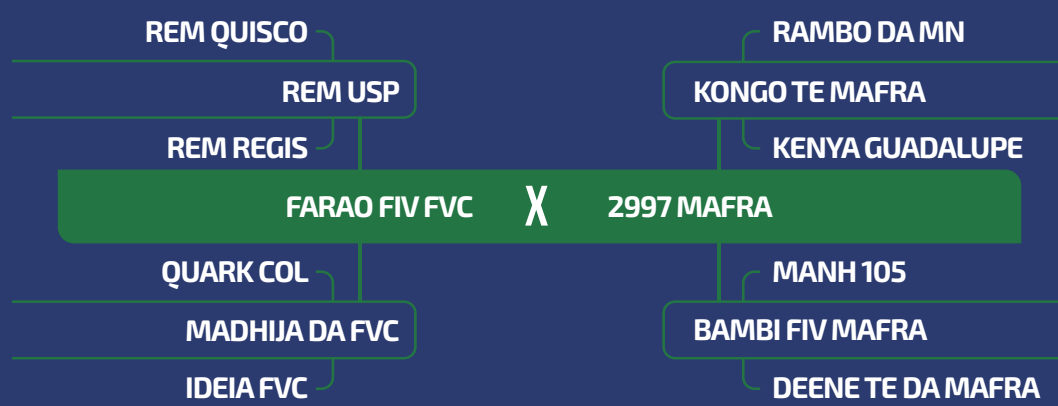 REM QUISCO
RAMBO DA MN
REM USP
KONGO TE MAFRA
REM REGIS
KENYA GUADALUPE
FARAO FIV FVC X 2997 MAFRA
QUARK COL
MANH 105
MADHIJA DA FVC
BAMBI FIV MAFRA
IDEIA FVC
DEENE TE DA MAFRA